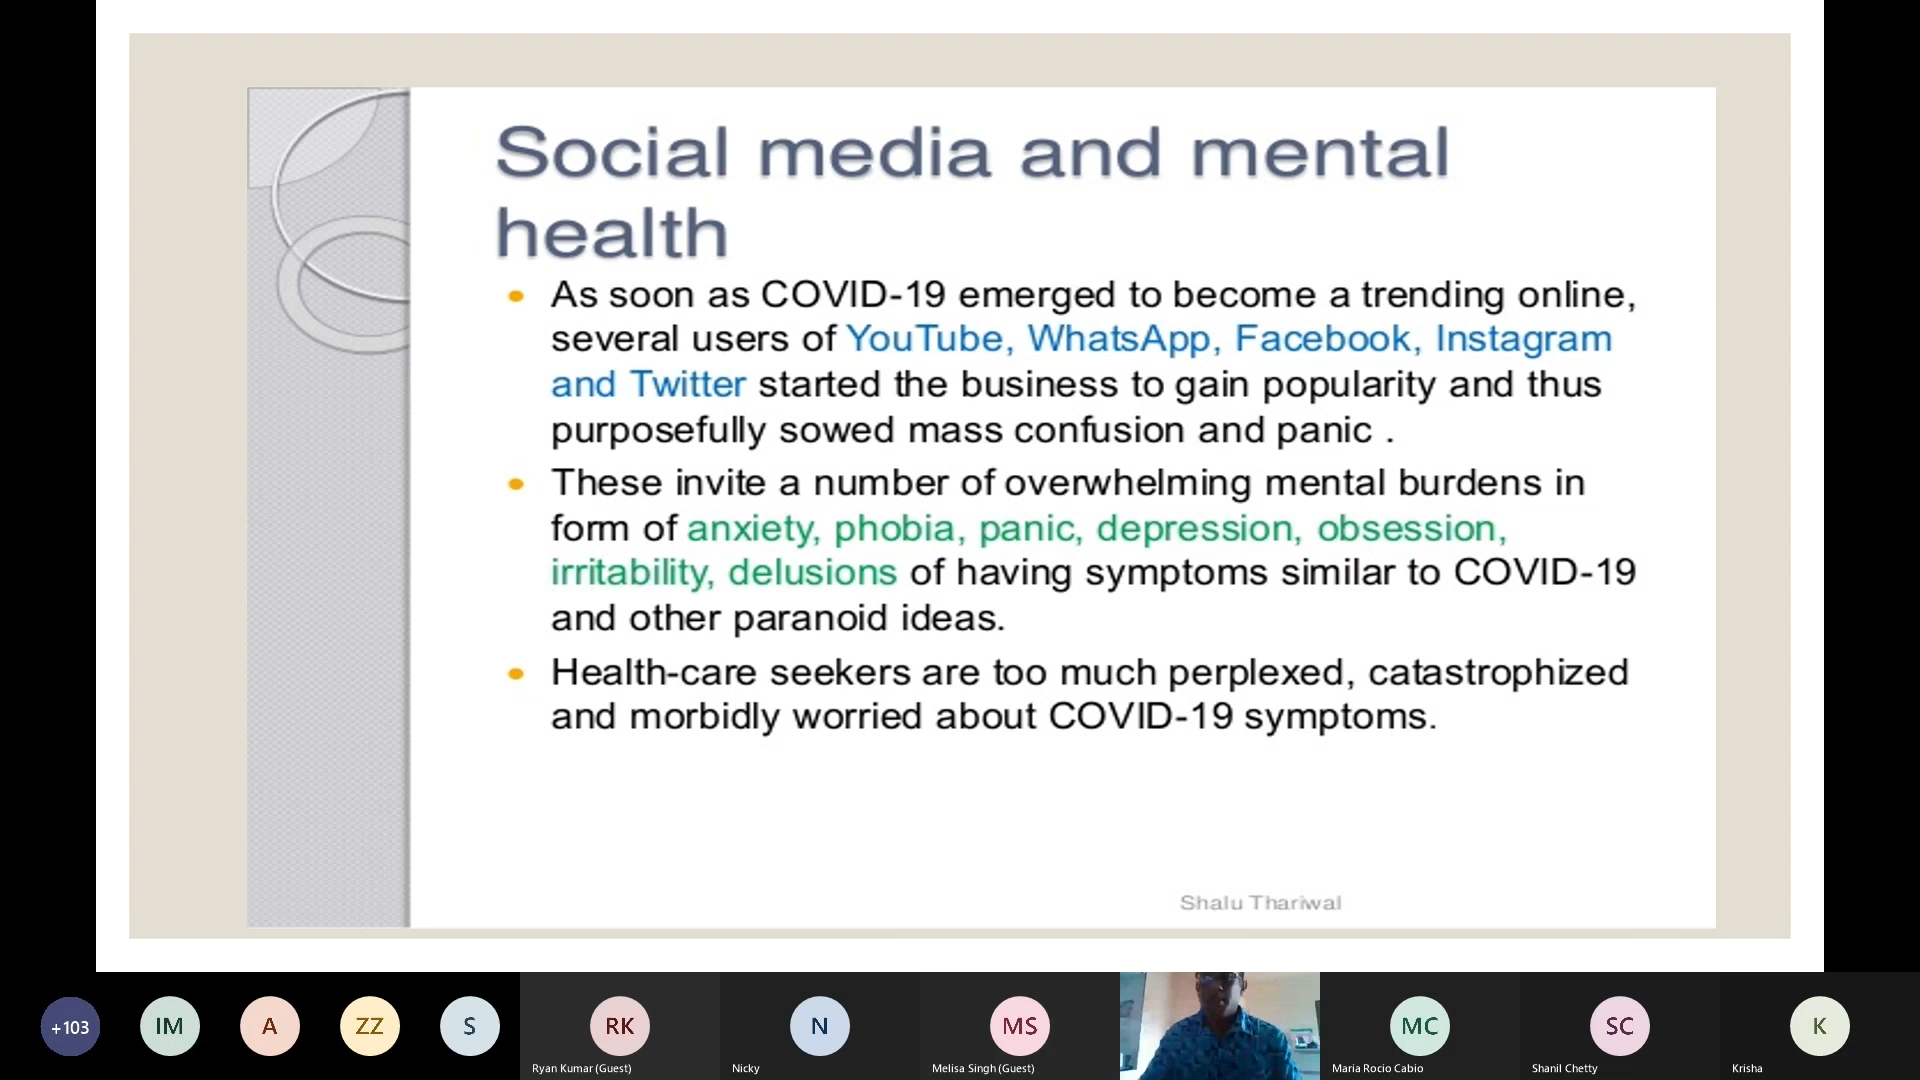 Social media and mental
health
As soon as COVID-19 emerged to become a trending online,
several users of YouTube, WhatsApp, Facebook, Instagram
and Twitter started the business to gain popularity and thus
purposefully sowed mass confusion and panic .
These invite a number of overwhelming mental burdens in
form of anxiety, phobia, panic, depression, obsession,
irritability, delusions of having symptoms similar to COVID-19
and other paranoid ideas.
Health-care seekers are too much perplexed, catastrophized
and morbidly worried about COVID-19 symptoms.
Shalu Thariwal
+103 IM A ZZ S RK N MS MC SC K
Ryan Kumar (Guest) Nicky Melisa Singh (Guest) Maria Rocio Cabio Shanil Chetty Krisha